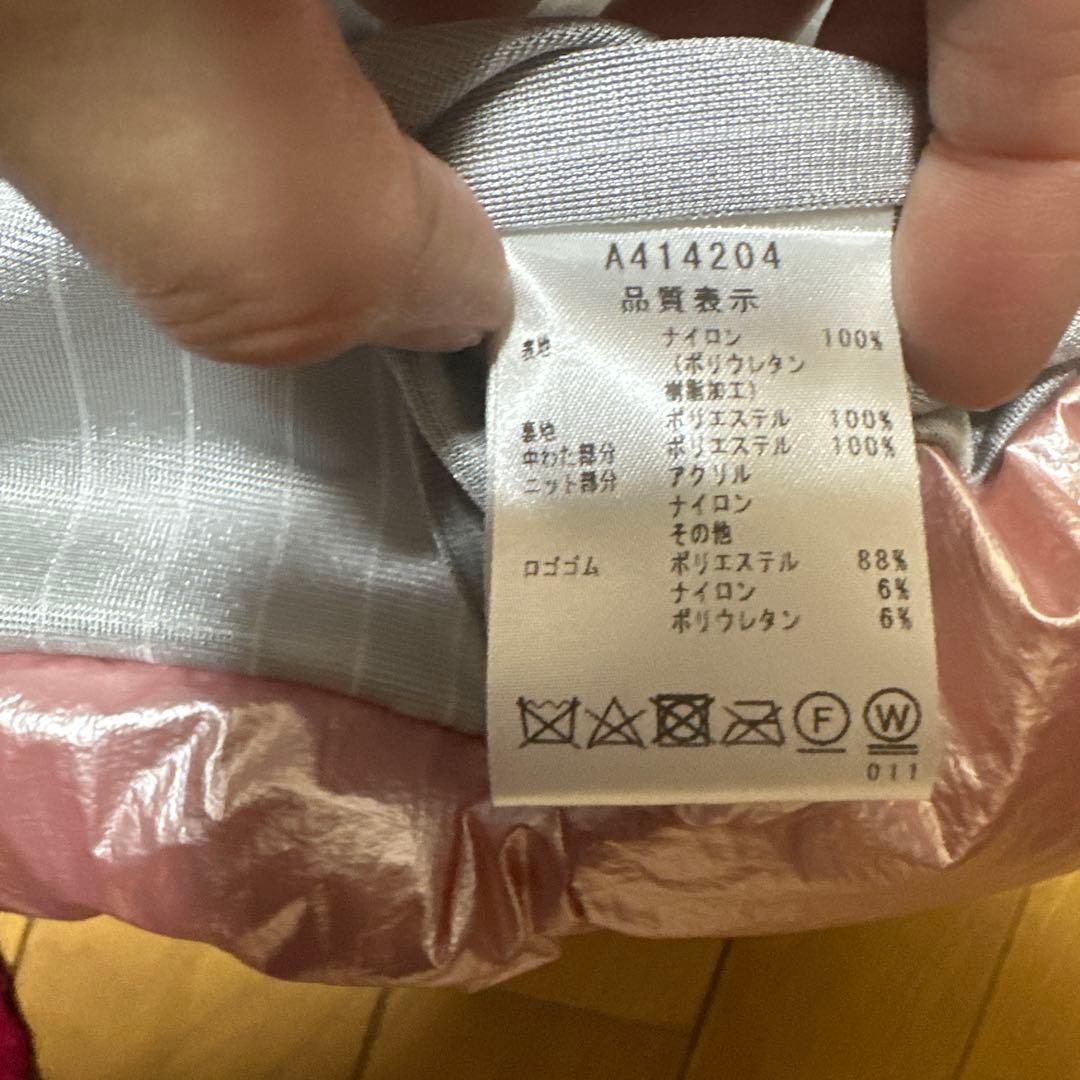 A414204
品質表示
表地 ナイロン 100%
(ポリウレタン
樹脂加工)
裏地 ポリエステル 100%
中わた部分 ポリエステル 100%
ニット部分 アクリル
ナイロン
その他
ロゴゴム ポリエステル 88%
ナイロン 6%
ポリウレタン 6%
F W
011